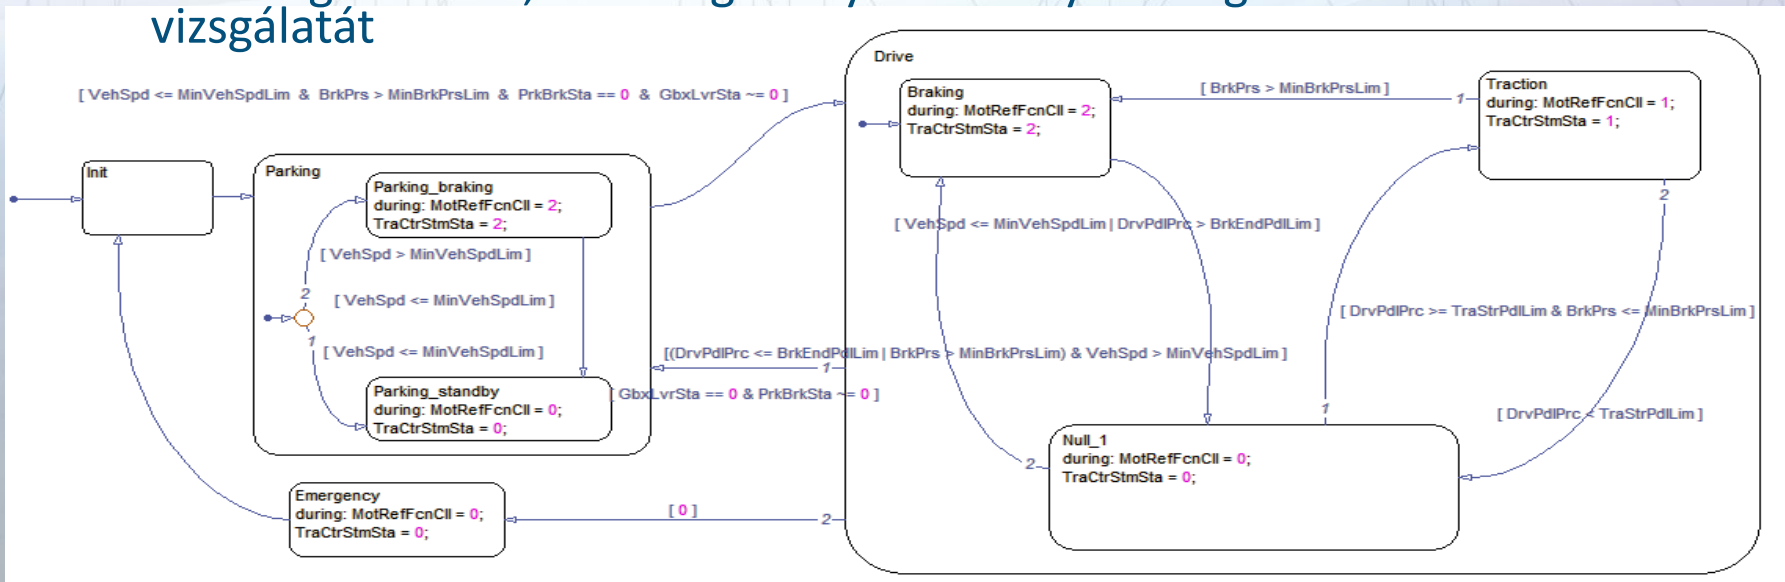 vizsgálatát
Drive
[ VehSpd <= MinVehSpdLim & BrkPrs > MinBrkPrsLim & PrkBrkSta == 0 & GbxLvrSta ~= 0 ]
Braking
during: MotRefFcnCll = 2;
TraCtrStmSta = 2;
[ BrkPrs > MinBrkPrsLim ]
1
Traction
during: MotRefFcnCll = 1;
TraCtrStmSta = 1;
2
Init
Parking
Parking_braking
during: MotRefFcnCll = 2;
TraCtrStmSta = 2;
[ VehSpd > MinVehSpdLim ]
2
[ VehSpd <= MinVehSpdLim ]
1
[ VehSpd <= MinVehSpdLim ]
Parking_standby
during: MotRefFcnCll = 0;
TraCtrStmSta = 0;
[ VehSpd <= MinVehSpdLim | DrvPdlPrc > BrkEndPdlLim ]
[ DrvPdlPrc >= TraStrPdlLim & BrkPrs <= MinBrkPrsLim ]
[(DrvPdlPrc <= BrkEndPdlLim | BrkPrs > MinBrkPrsLim) & VehSpd > MinVehSpdLim ]
1
[ GbxLvrSta == 0 & PrkBrkSta ~= 0 ]
1
[ DrvPdlPrc < TraStrPdlLim ]
Null_1
during: MotRefFcnCll = 0;
TraCtrStmSta = 0;
2
Emergency
during: MotRefFcnCll = 0;
TraCtrStmSta = 0;
[ 0 ]
2